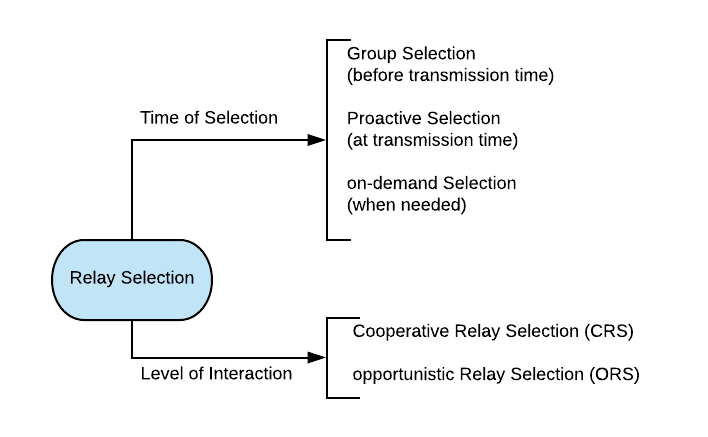 Group Selection
(before transmission time)
Time of Selection
Proactive Selection
(at transmission time)
on-demand Selection
(when needed)
Relay Selection
Cooperative Relay Selection (CRS)
Level of Interaction
opportunistic Relay Selection (ORS)